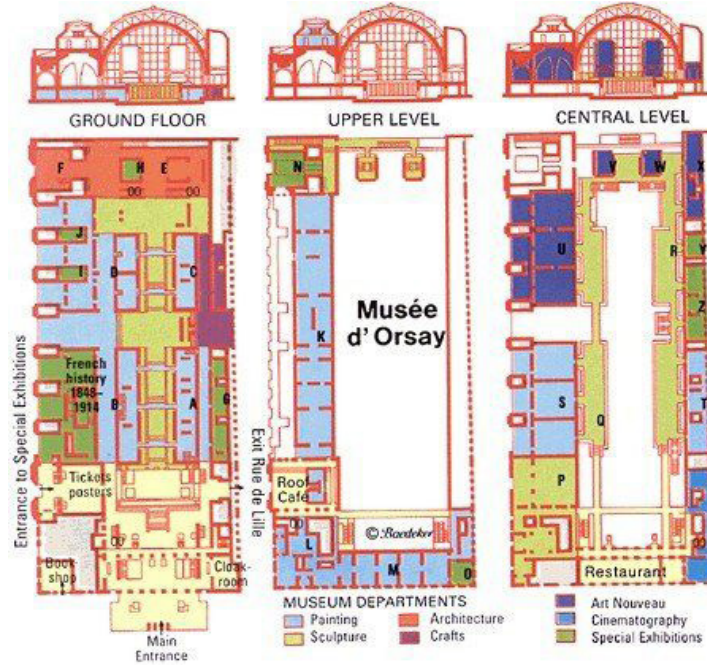 GROUND FLOOR
UPPER LEVEL
CENTRAL LEVEL
F
H
E
J
I
D
C
French
history
1848–
1914
B
A
G
Entrance to Special Exhibitions
Tickets
posters
Book-
shop
Cloak-
room
Main
Entrance
Exit Rue de Lille
N
K
Musée
d'Orsay
Roof
Café
L
M
O
© Baedeker
V
W
X
U
R
Y
Z
S
T
Q
P
Restaurant
MUSEUM DEPARTMENTS
Painting
Sculpture
Architecture
Crafts
Art Nouveau
Cinematography
Special Exhibitions